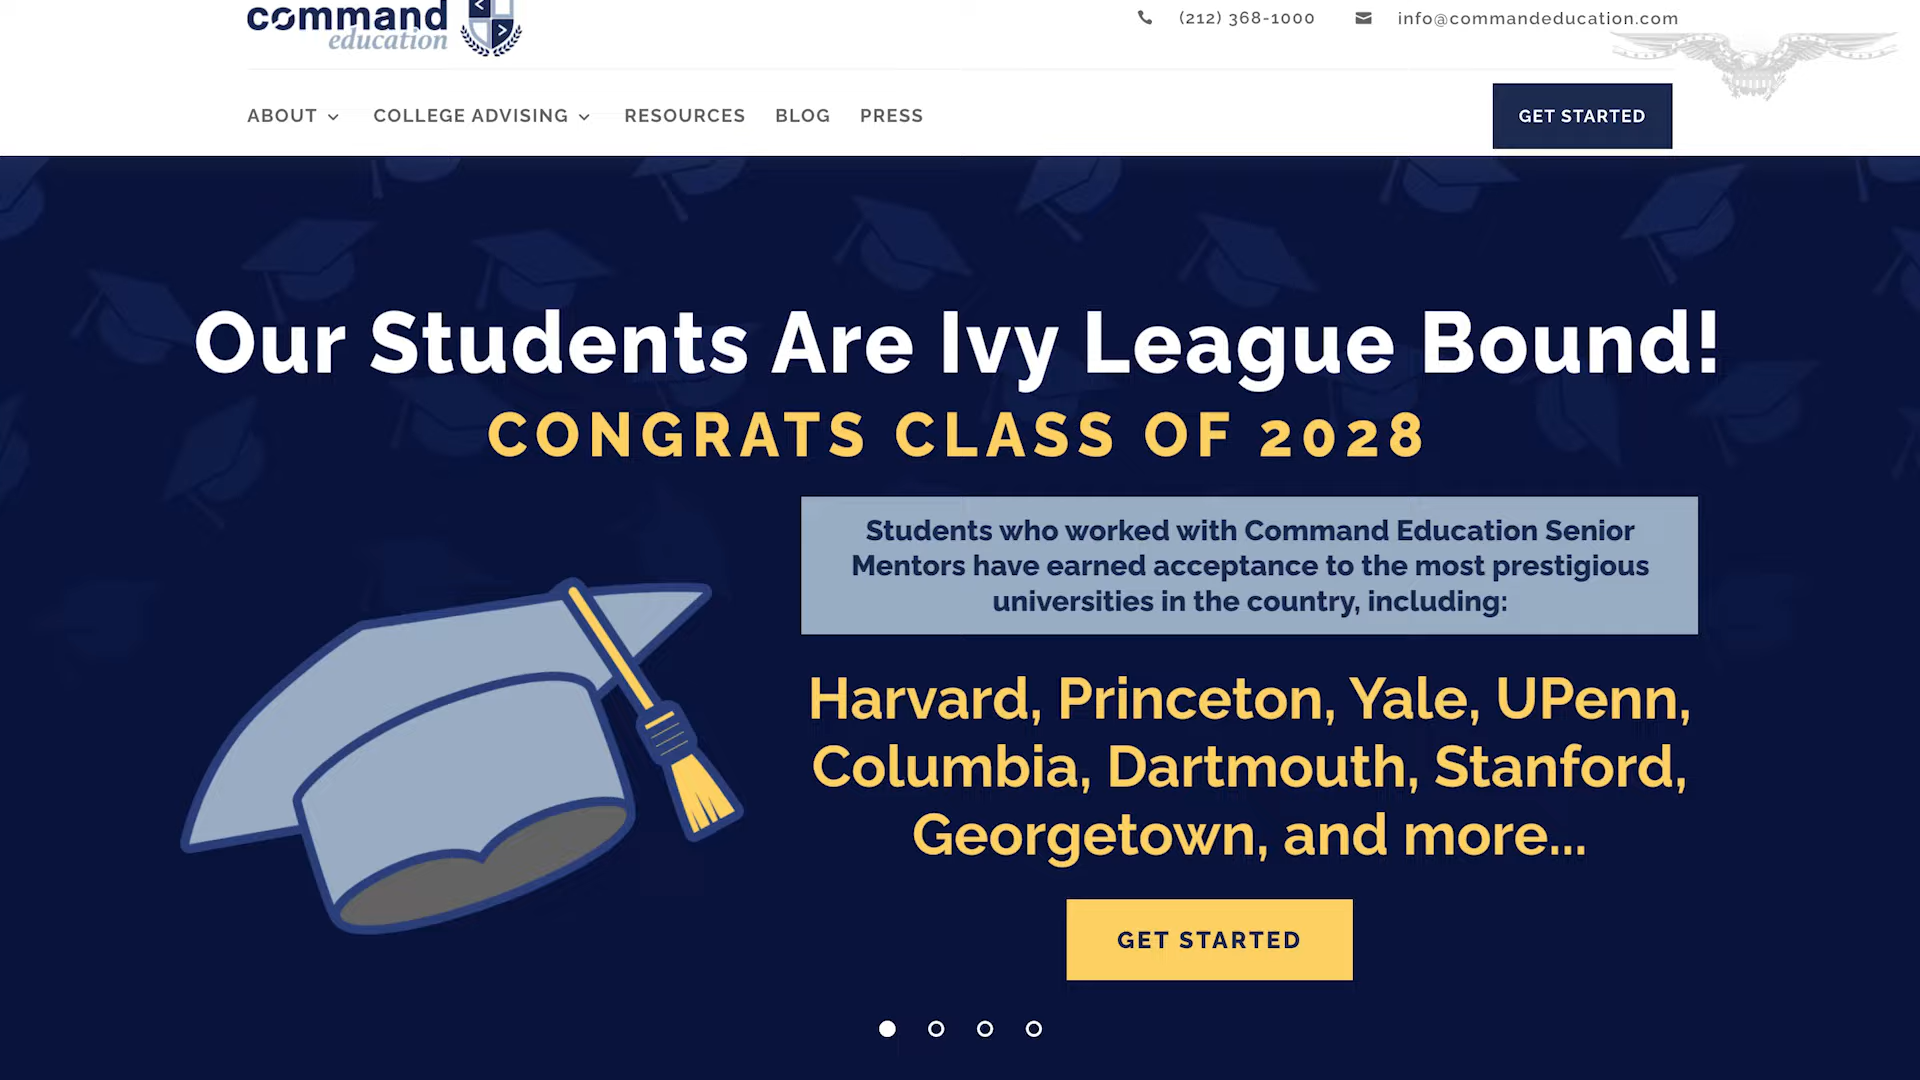 command
education
(212) 368-1000
info@commandeducation.com
ABOUT
COLLEGE ADVISING
RESOURCES
BLOG
PRESS
GET STARTED
Our Students Are Ivy League Bound!
CONGRATS CLASS OF 2028
Students who worked with Command Education Senior
Mentors have earned acceptance to the most prestigious
universities in the country, including:
Harvard, Princeton, Yale, UPenn,
Columbia, Dartmouth, Stanford,
Georgetown, and more...
GET STARTED